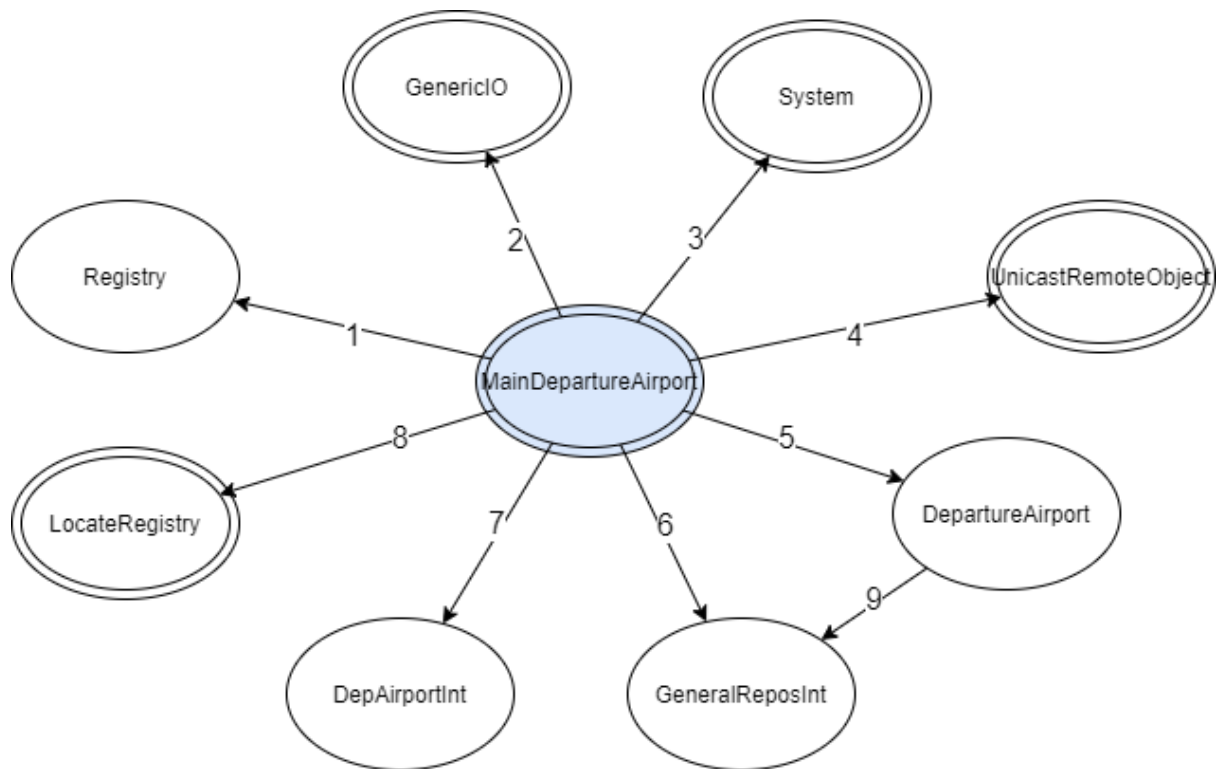 GenericIO
System
Registry
UnicastRemoteObject
2
3
1
4
MainDepartureAirport
8
5
LocateRegistry
DepartureAirport
7
6
9
DepAirportInt
GeneralReposInt